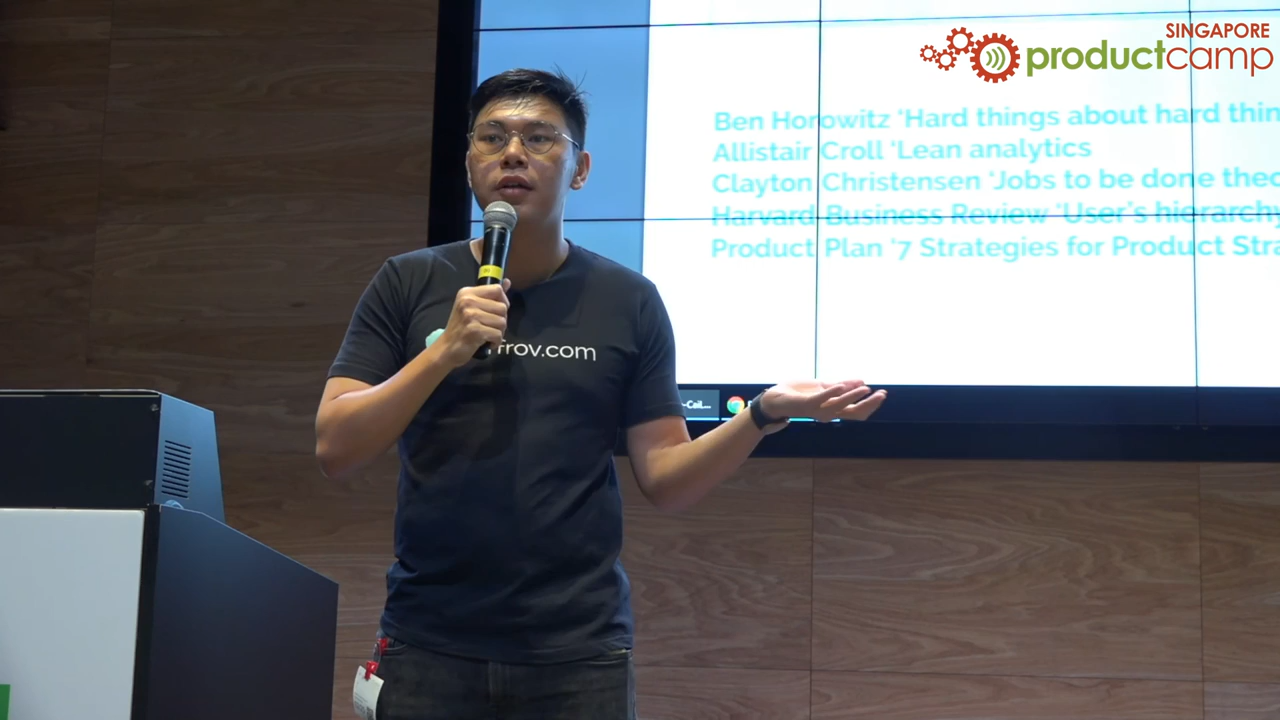 SINGAPORE
productcamp
Ben Horowitz 'Hard things about hard
Allistair Croll 'Lean analytics
Clayton Christensen 'Jobs to be done
Harvard Business Review 'User's hierarchy
Product Plan '7 Strategies for Product
frov.com